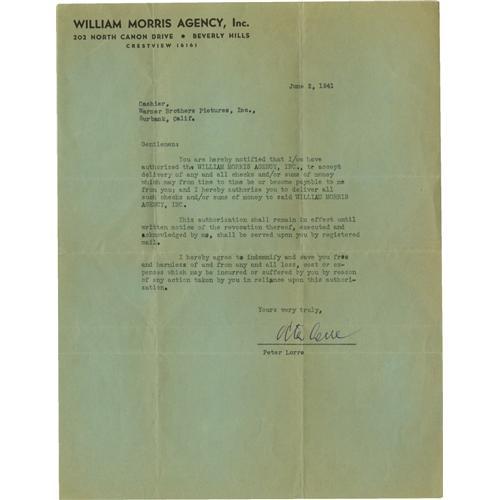 WILLIAM MORRIS AGENCY, Inc.
202 NORTH CANON DRIVE • BEVERLY HILLS
CRESTVIEW 16161
June 2, 1941
Cashier,
Warner Brothers Pictures, Inc.,
Burbank, Calif.
Gentlemen:
You are hereby notified that I/we have
authorized the WILLIAM MORRIS AGENCY, INC., to accept
delivery of any and all checks and/or sums of money
which may from time to time be or become payable to me
from you; and I hereby authorize you to deliver all
such checks and/or sums of money to said WILLIAM MORRIS
AGENCY, INC.
This authorization shall remain in effect until
written notice of the revocation thereof, executed and
acknowledged by me, shall be served upon you by registered
mail.
I hereby agree to indemnify and save you free
and harmless of and from any and all loss, cost or ex-
penses which may be incurred or suffered by you by reason
of any action taken by you in reliance upon this authori-
zation.
Yours very truly,
Peter Lorre
Peter Lorre